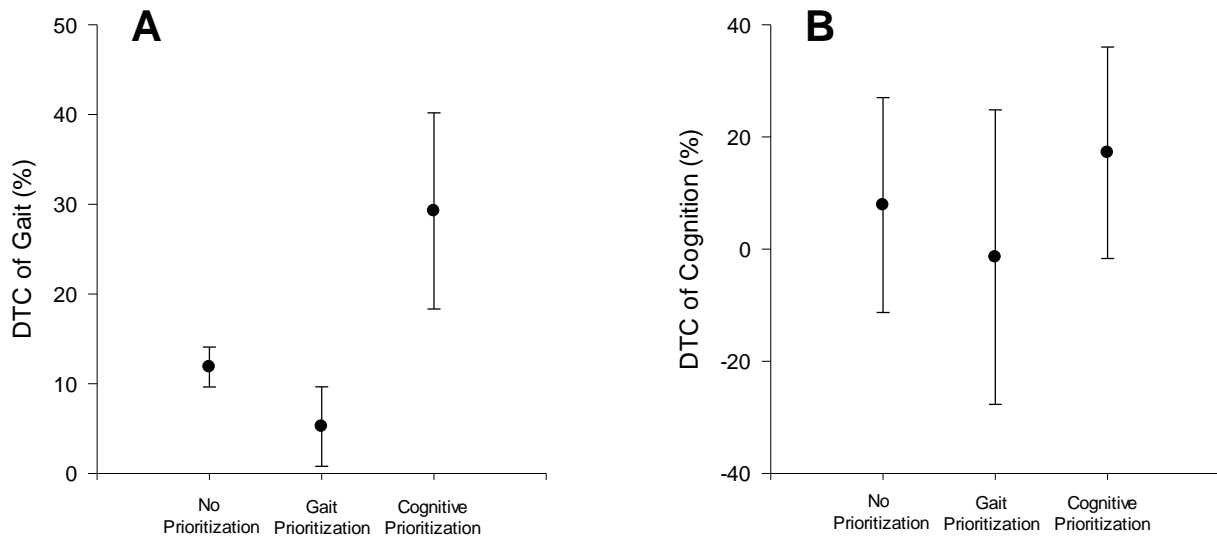 A
DTC of Gait (%)
50
40
30
20
10
0
No
Prioritization
Gait
Prioritization
Cognitive
Prioritization
B
DTC of Cognition (%)
40
20
0
-20
-40
No
Prioritization
Gait
Prioritization
Cognitive
Prioritization